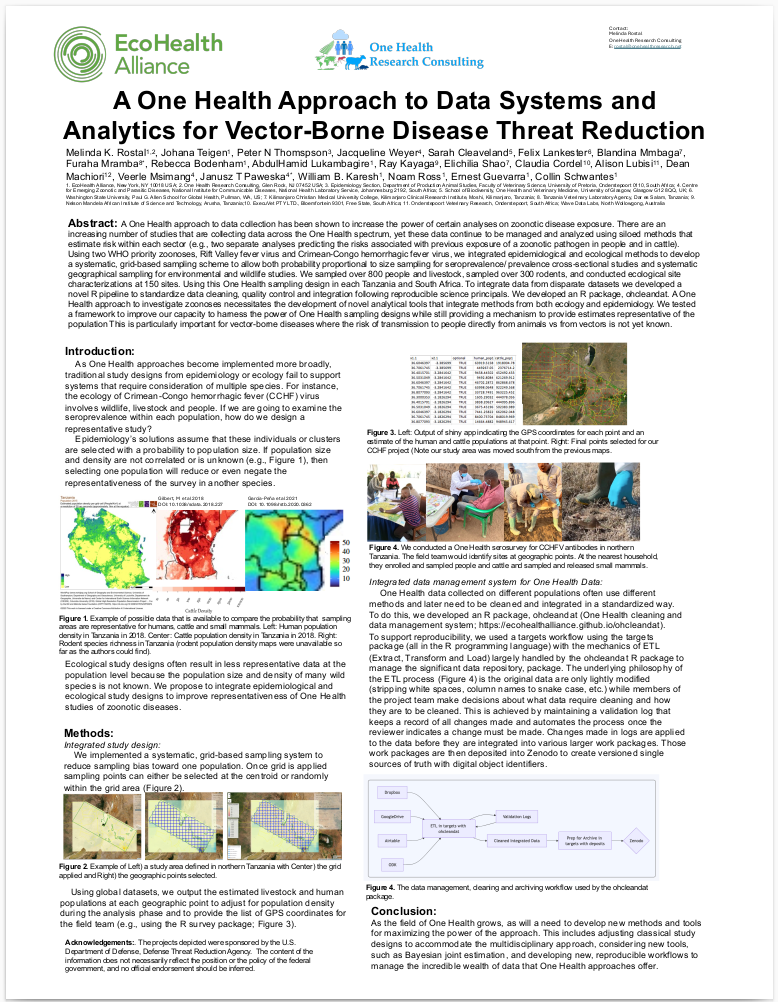 EcoHealth
Alliance
One Health
Research Consulting
Contact:
Melinda Rostal
One Health Research Consulting
A One Health Approach to Data Systems and
Analytics for Vector-Borne Disease Threat Reduction
Melinda K. Rostal1,2, Johana Teigen1, Peter N Thomspson3, Jacqueline Weyer4, Sarah Cleaveland5, Felix Lankester6, Blandina Mmbaga7,
Furaha Mramba8*, Rebecca Bodenham1, AbdulHamid Lukambagire1, Ray Kayaga9, Elichilia Shao7, Claudia Cordel10, Alison Lubisi11, Dean
Machiori12, Veerle Msimang4, Janusz T Paweska4*, William B. Karesh1, Noam Ross1, Ernest Guevarra1, Collin Schwantes1
1. EcoHealth Alliance, New York, NY 10018 USA; 2. One Health Research Consulting, Glen Rock, NJ 07452 USA; 3. Epidemiology Section, Department of Production Animal Studies, Faculty of Veterinary Science, University of Pretoria, Onderstepoort 0110, South Africa; 4. Centre
for Emerging Zoonotic and Parasitic Diseases, National Institute for Communicable Diseases, National Health Laboratory Service, Johannesburg 2192, South Africa; 5. School of Biodiversity, One Health and Veterinary Medicine, University of Glasgow, Glasgow G12 8QQ, UK; 6.
Washington State University, Paul G. Allen School for Global Health, Pullman, WA, US; 7. Kilimanjaro Christian Medical University College, Kilimanjaro Clinical Research Institute, Moshi, Kilimanjaro, Tanzania; 8. Tanzania Veterinary Laboratory Agency, Dar es Salam, Tanzania; 9.
Nelson Mandela African Institute of Science and Technology, Arusha, Tanzania;10. ExecuVet PTY LTD., Bloemfontein 9301, Free State, South Africa; 11. Onderstepoort Veterinary Research, Onderstepoort, South Africa; Wave Data Labs, North Wollongong, Australia
Abstract: A One Health approach to data collection has been shown to increase the power of certain analyses on zoonotic disease exposure. There are an
increasing number of studies that are collecting data across the One Health spectrum, yet these data continue to be managed and analyzed using siloed methods that
estimate risk within each sector (e.g., two separate analyses predicting the risks associated with previous exposure of a zoonotic pathogen in people and in cattle).
Using two WHO priority zoonoses, Rift Valley fever virus and Crimean-Congo hemorrhagic fever virus, we integrated epidemiological and ecological methods to develop
a systematic, grid-based sampling scheme to allow both probability proportional to size sampling for seroprevalence/ prevalence cross-sectional studies and systematic
geographical sampling for environmental and wildlife studies. We sampled over 800 people and livestock, sampled over 300 rodents, and conducted ecological site
characterizations at 150 sites. Using this One Health sampling design in each Tanzania and South Africa. To integrate data from disparate datasets we developed a
novel R pipeline to standardize data cleaning, quality control and integration following reproducible science principals. We developed an R package, ohcleandat. A One
Health approach to investigate zoonoses necessitates the development of novel analytical tools that integrate methods from both ecology and epidemiology. We tested
a framework to improve our capacity to harness the power of One Health sampling designs while still providing a mechanism to provide estimates representative of the
population This is particularly important for vector-borne diseases where the risk of transmission to people directly from animals vs from vectors is not yet known.
Introduction:
As One Health approaches become implemented more broadly,
traditional study designs from epidemiology or ecology fail to support
systems that require consideration of multiple species. For instance,
the ecology of Crimean-Congo hemorrhagic fever (CCHF) virus
involves wildlife, livestock and people. If we are going to examine the
seroprevalence within each population, how do we design a
representative study?
Epidemiology's solutions assume that these individuals or clusters
are selected with a probability to population size. If population size
and density are not correlated or is unknown (e.g., Figure 1), then
selecting one population will reduce or even negate the
representativeness of the survey in another species.
Tanzania
Gilbert, M et al 2018
DOI: 10.1038/sdata.2018.227
Garcia-Peña et al 2021
50
40
30
20
10
Cattle Density
Figure 1. Example of possible data that is available to compare the probability that sampling
areas are representative for humans, cattle and small mammals. Left: Human population
density in Tanzania in 2018. Center: Cattle population density in Tanzania in 2018. Right:
Rodent species richness in Tanzania (rodent population density maps were unavailable so
far as the authors could find).
Ecological study designs often result in less representative data at the
population level because the population size and density of many wild
species is not known. We propose to integrate epidemiological and
ecological study designs to improve representativeness of One Health
studies of zoonotic diseases.
Methods:
Integrated study design:
We implemented a systematic, grid-based sampling system to
reduce sampling bias toward one population. Once grid is applied
sampling points can either be selected at the centroid or randomly
within the grid area (Figure 2).
Figure 2. Example of Left) a study area defined in northern Tanzania with Center) the grid
applied and Right) the geographic points selected.
Using global datasets, we output the estimated livestock and human
populations at each geographic point to adjust for population density
during the analysis phase and to provide the list of GPS coordinates for
the field team (e.g., using the R survey package; Figure 3).
Acknowledgements:. The projects depicted were sponsored by the U.S.
Department of Defense, Defense Threat Reduction Agency. The content of the
information does not necessarily reflect the position or the policy of the federal
government, and no official endorsement should be inferred.
Figure 3. Left: Output of shiny app indicating the GPS coordinates for each point and an
estimate of the human and cattle populations at that point. Right: Final points selected for our
CCHF project (Note our study area was moved south from the previous maps.
Figure 4. We conducted a One Health serosurvey for CCHFV antibodies in northern
Tanzania. The field team would identify sites at geographic points. At the nearest household,
they enrolled and sampled people and cattle and sampled and released small mammals.
Integrated data management system for One Health Data:
One Health data collected on different populations often use different
methods and later need to be cleaned and integrated in a standardized way.
To do this, we developed an R package, ohcleandat (One Health cleaning and
data management system; https://ecohealthalliance.github.io/ohcleandat).
To support reproducibility, we used a targets workflow using the targets
package (all in the R programming language) with the mechanics of ETL
(Extract, Transform and Load) largely handled by the ohcleandat R package to
manage the significant data repository, package. The underlying philosophy of
the ETL process (Figure 4) is the original data are only lightly modified
(stripping white spaces, column names to snake case, etc.) while members of
the project team make decisions about what data require cleaning and how
they are to be cleaned. This is achieved by maintaining a validation log that
keeps a record of all changes made and automates the process once the
reviewer indicates a change must be made. Changes made in logs are applied
to the data before they are integrated into various larger work packages. Those
work packages are then deposited into Zenodo to create versioned single
sources of truth with digital object identifiers.
Dropbox
GoogleDrive
Airtable
ODK
ETL in targets with
ohcleandat
Validation Logs
Cleaned Integrated Data
Prep for Archive in
targets with deposits
Zenodo
Figure 4. The data management, cleaning and archiving workflow used by the ohcleandat
package.
Conclusion:
As the field of One Health grows, as will a need to develop new methods and tools
for maximizing the power of the approach. This includes adjusting classical study
designs to accommodate the multidisciplinary approach, considering new tools,
such as Bayesian joint estimation, and developing new, reproducible workflows to
manage the incredible wealth of data that One Health approaches offer.